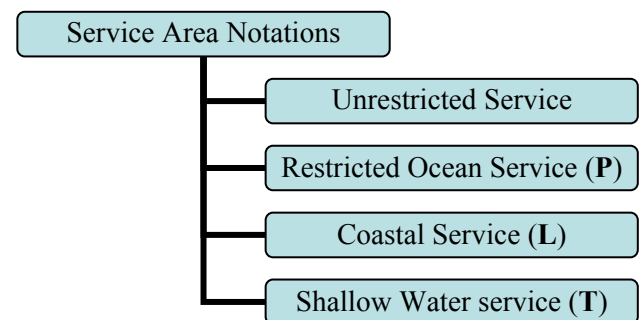 Service Area Notations
Unrestricted Service
Restricted Ocean Service (P)
Coastal Service (L)
Shallow Water service (T)